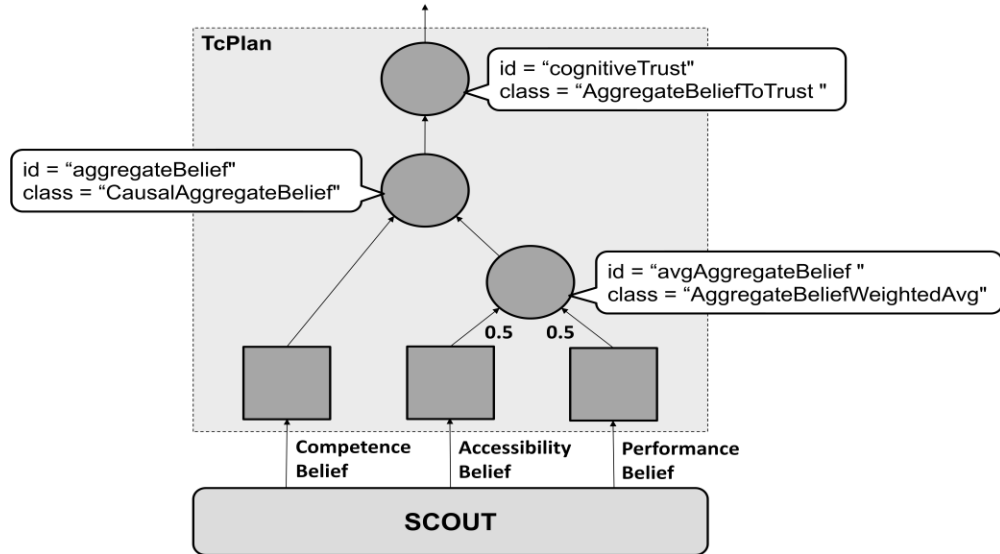 TcPlan
id = “cognitiveTrust"
class = “AggregateBeliefToTrust "
id = “aggregateBelief"
class = “CausalAggregateBelief"
id = “avgAggregateBelief "
class = “AggregateBeliefWeightedAvg"
0.5 0.5
Competence
Belief
Accessibility
Belief
Performance
Belief
SCOUT